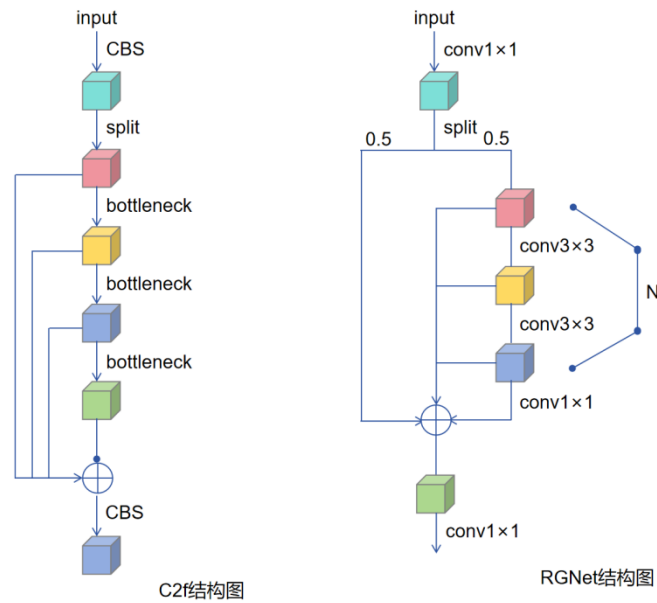 input
CBS
split
bottleneck
bottleneck
bottleneck
CBS
C2f结构图
input
conv1×1
split
0.5
0.5
conv3×3
conv3×3
N
conv1×1
conv1×1
RGNet结构图